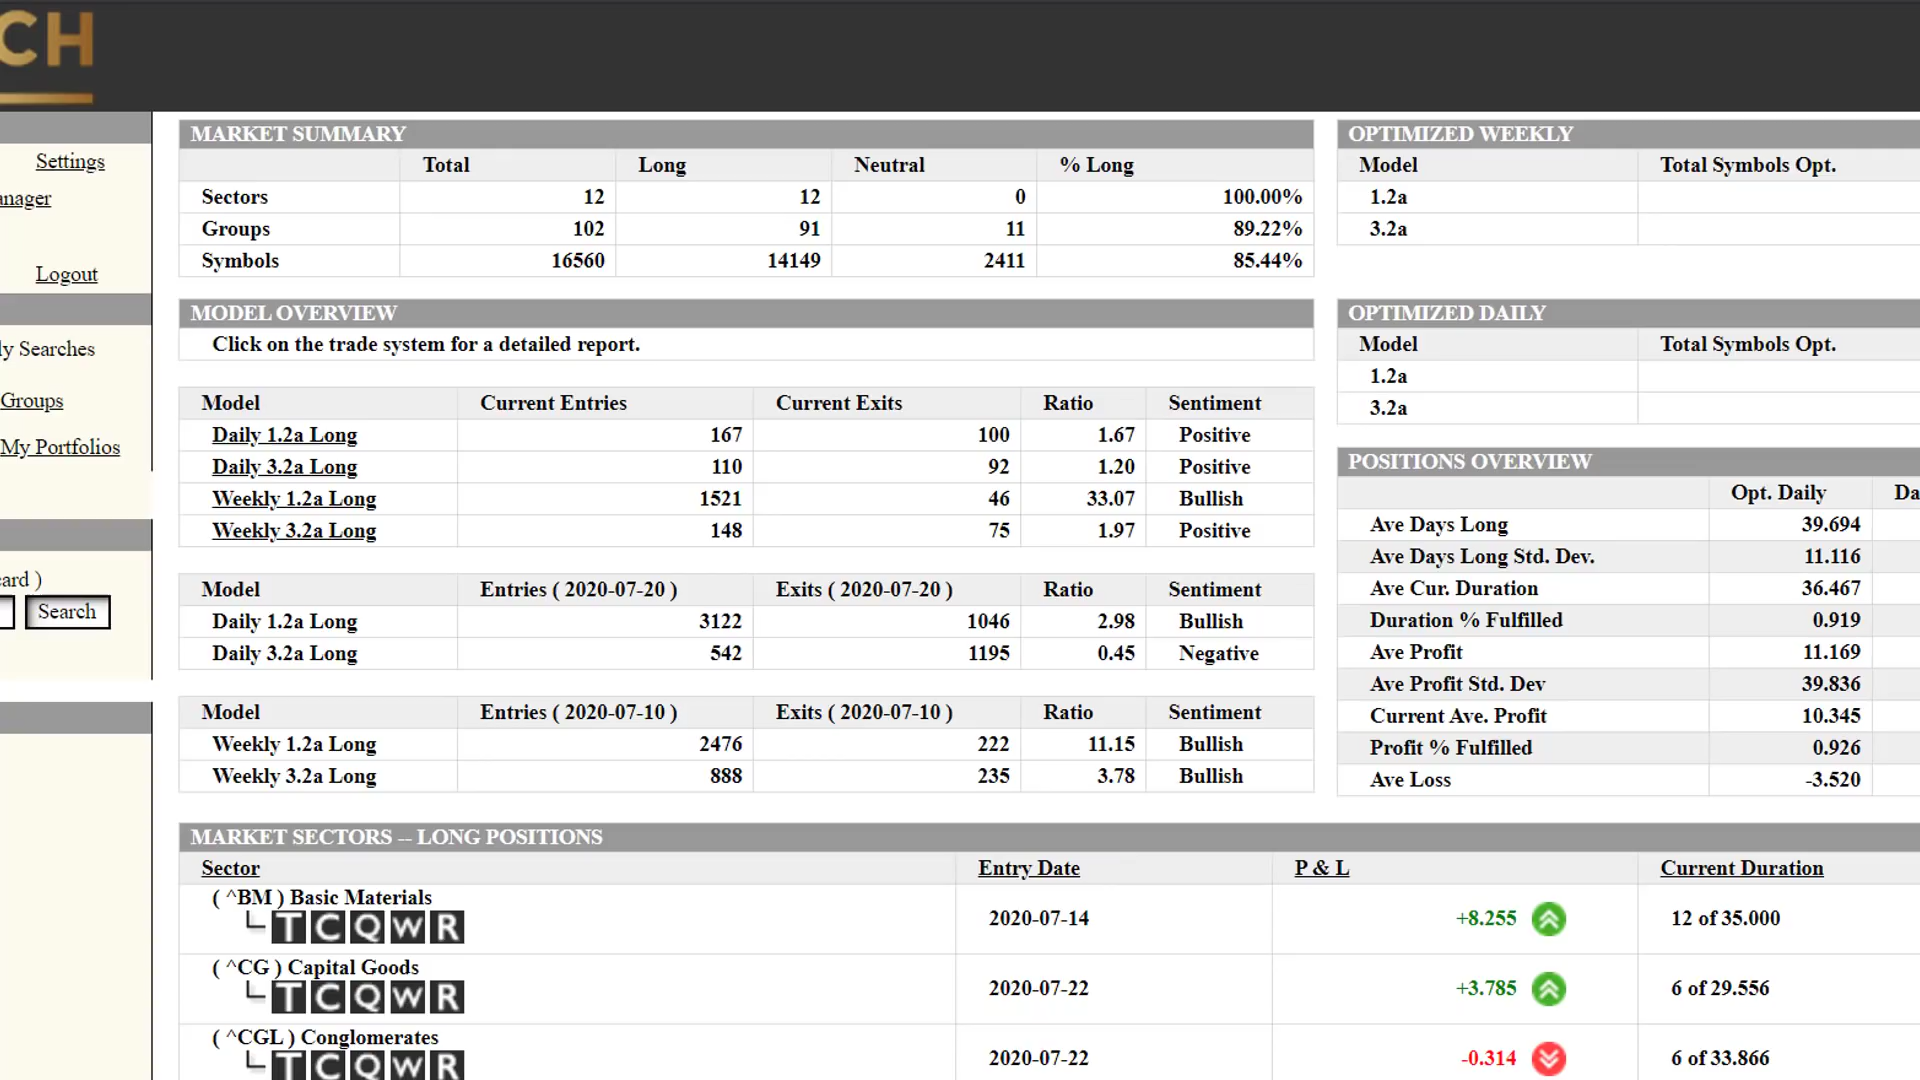 CH
Settings
anager
Logout
ly Searches
Groups
My Portfolios
card )
Search
MARKET SUMMARY
Total Long Neutral % Long
Sectors 12 12 0 100.00%
Groups 102 91 11 89.22%
Symbols 16560 14149 2411 85.44%
MODEL OVERVIEW
Click on the trade system for a detailed report.
Model Current Entries Current Exits Ratio Sentiment
Daily 1.2a Long 167 100 1.67 Positive
Daily 3.2a Long 110 92 1.20 Positive
Weekly 1.2a Long 1521 46 33.07 Bullish
Weekly 3.2a Long 148 75 1.97 Positive
Model Entries ( 2020-07-20 ) Exits ( 2020-07-20 ) Ratio Sentiment
Daily 1.2a Long 3122 1046 2.98 Bullish
Daily 3.2a Long 542 1195 0.45 Negative
Model Entries ( 2020-07-10 ) Exits ( 2020-07-10 ) Ratio Sentiment
Weekly 1.2a Long 2476 222 11.15 Bullish
Weekly 3.2a Long 888 235 3.78 Bullish
OPTIMIZED WEEKLY
Model Total Symbols Opt.
1.2a
3.2a
OPTIMIZED DAILY
Model Total Symbols Opt.
1.2a
3.2a
POSITIONS OVERVIEW
Opt. Daily Da
Ave Days Long 39.694
Ave Days Long Std. Dev. 11.116
Ave Cur. Duration 36.467
Duration % Fulfilled 0.919
Ave Profit 11.169
Ave Profit Std. Dev 39.836
Current Ave. Profit 10.345
Profit % Fulfilled 0.926
Ave Loss -3.520
MARKET SECTORS -- LONG POSITIONS
Sector Entry Date P & L Current Duration
( ^BM ) Basic Materials
T C Q W R 2020-07-14 +8.255 12 of 35.000
( ^CG ) Capital Goods
T C Q W R 2020-07-22 +3.785 6 of 29.556
( ^CGL ) Conglomerates
T C Q W R 2020-07-22 -0.314 6 of 33.866